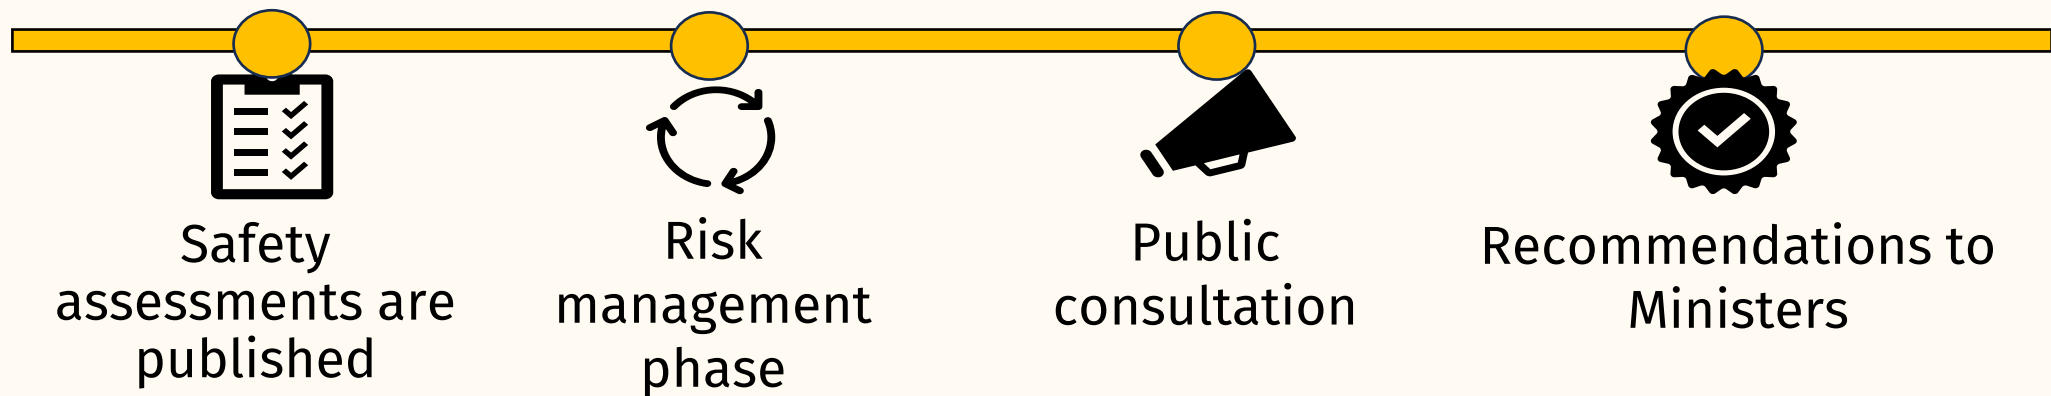 Safety
assessments are
published
Risk
management
phase
Public
consultation
Recommendations to
Ministers